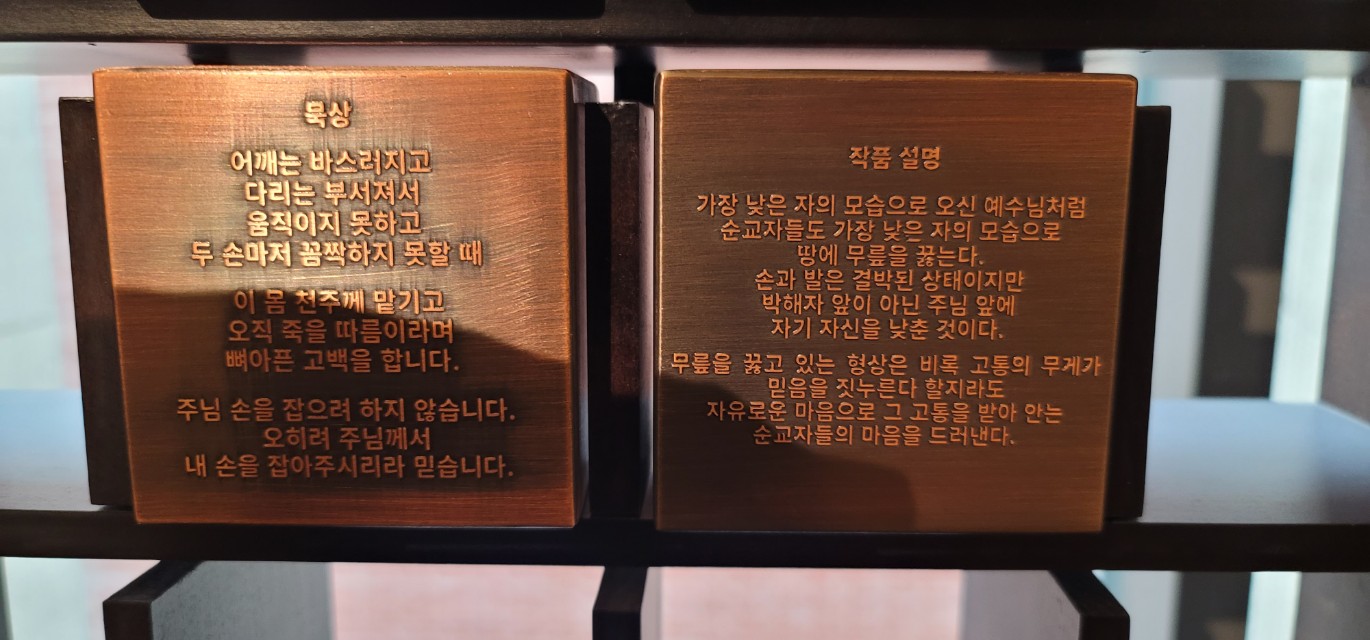 묵상
어깨는 바스러지고
다리는 부서져서
움직이지 못하고
두 손마저 꼼짝하지 못할 때
이 몸 천주께 맡기고
오직 죽을 따름이라며
뼈아픈 고백을 합니다.
주님 손을 잡으려 하지 않습니다.
오히려 주님께서
내 손을 잡아주시리라 믿습니다.
작품 설명
가장 낮은 자의 모습으로 오신 예수님처럼
순교자들도 가장 낮은 자의 모습으로
땅에 무릎을 꿇는다.
손과 발은 결박된 상태이지만
박해자 앞이 아닌 주님 앞에
자기 자신을 낮춘 것이다.
무릎을 꿇고 있는 형상은 비록 고통의 무게가
믿음을 짓누른다 할지라도
자유로운 마음으로 그 고통을 받아 안는
순교자들의 마음을 드러낸다.